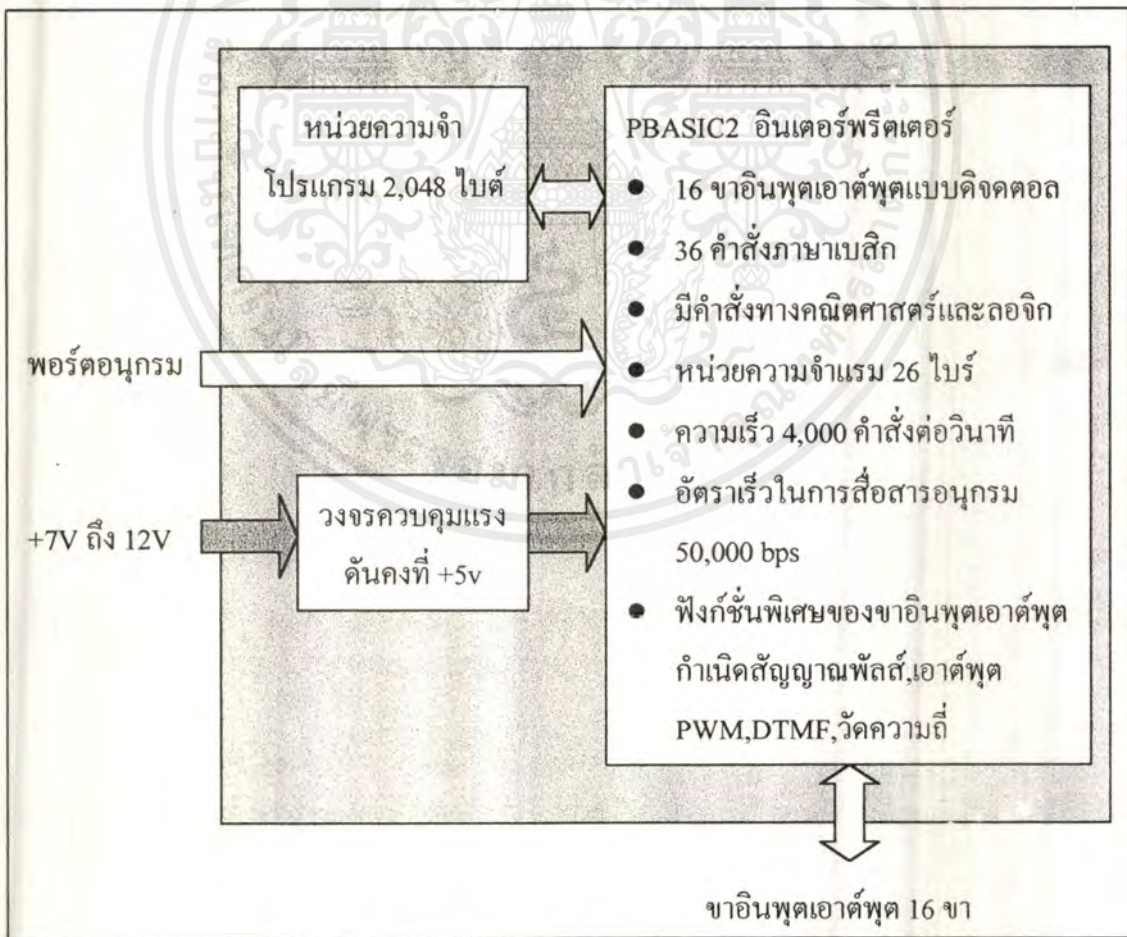 หน่วยความจำ
โปรแกรม 2,048 ไบต์
พอร์ตอนุกรม
+7V ถึง 12V
วงจรควบคุมแรง
ดันคงที่ +5v
PBASIC2 อินเตอร์พรีตเตอร์
● 16 ขาอินพุตเอาต์พุตแบบดิจิตอล
● 36 คำสั่งภาษาเบสิก
● มีคำสั่งทางคณิตศาสตร์และลอจิก
● หน่วยความจำแรม 26 ไบร์
● ความเร็ว 4,000 คำสั่งต่อวินาที
● อัตราเร็วในการสื่อสารอนุกรม
50,000 bps
● ฟังก์ชั่นพิเศษของขาอินพุตเอาต์พุต
กำเนิดสัญญาณพัลส์,เอาต์พุต
PWM,DTMF,วัดความถี่
ขาอินพุตเอาต์พุต 16 ขา